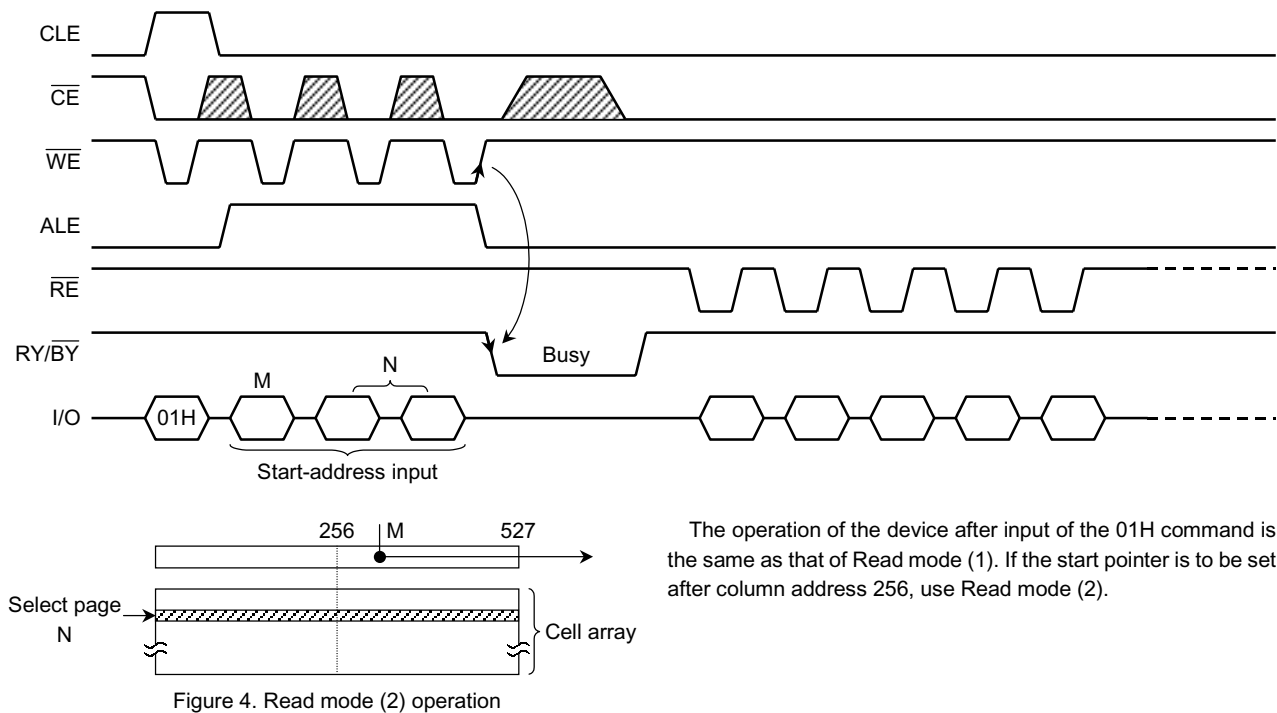 CLE
CE
WE
ALE
RE
RY/BY
Busy
M
N
I/O
01H
Start-address input
256
M
527
Select page
N
Cell array
Figure 4. Read mode (2) operation
The operation of the device after input of the 01H command is
the same as that of Read mode (1). If the start pointer is to be set
after column address 256, use Read mode (2).